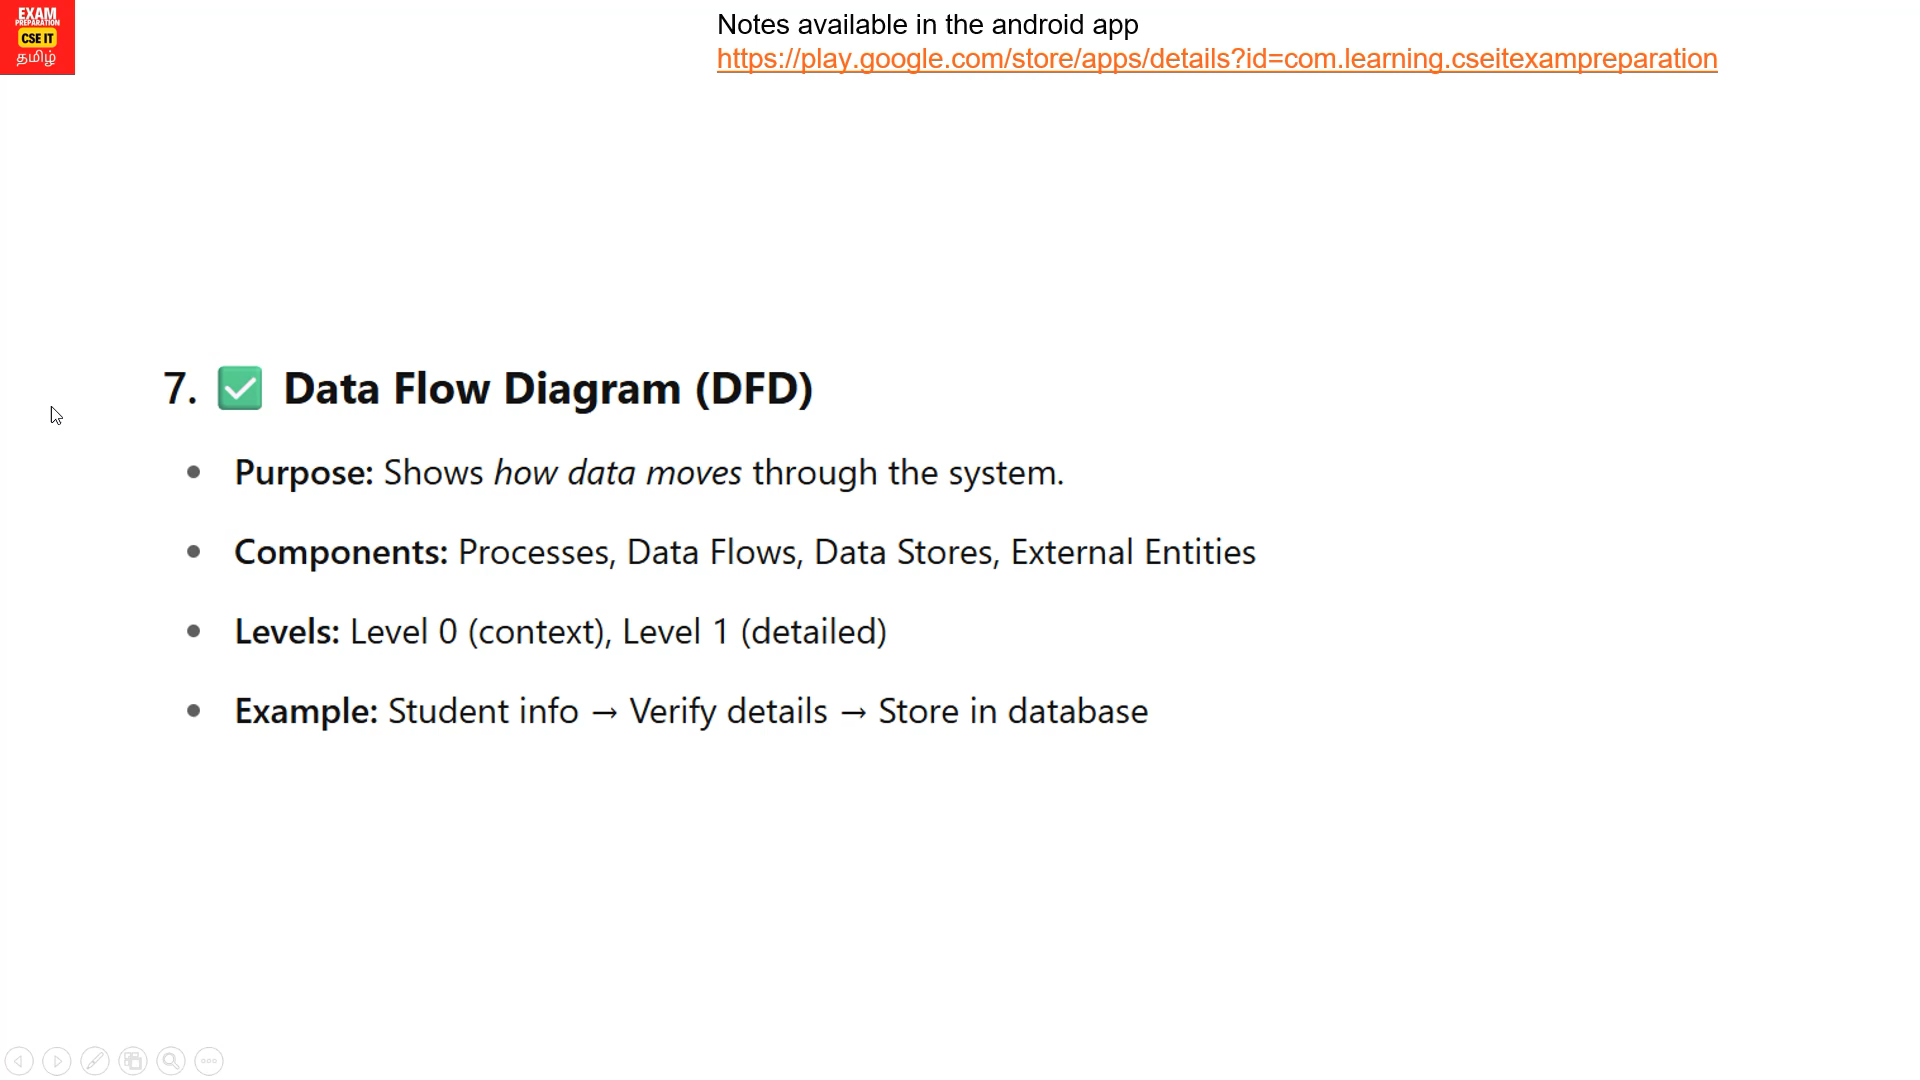 EXAM
PREPARATION
CSE IT
தமிழ்
Notes available in the android app
https://play.google.com/store/apps/details?id=com.learning.cseitexampreparation
7. ✅ Data Flow Diagram (DFD)
• Purpose: Shows how data moves through the system.
• Components: Processes, Data Flows, Data Stores, External Entities
• Levels: Level 0 (context), Level 1 (detailed)
• Example: Student info → Verify details → Store in database